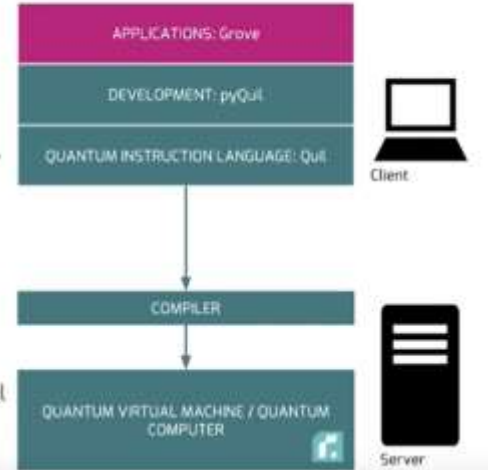 APPLICATIONS: Grove
DEVELOPMENT: pyQuil
QUANTUM INSTRUCTION LANGUAGE: Quil
Client
COMPILER
QUANTUM VIRTUAL MACHINE / QUANTUM
COMPUTER
Server